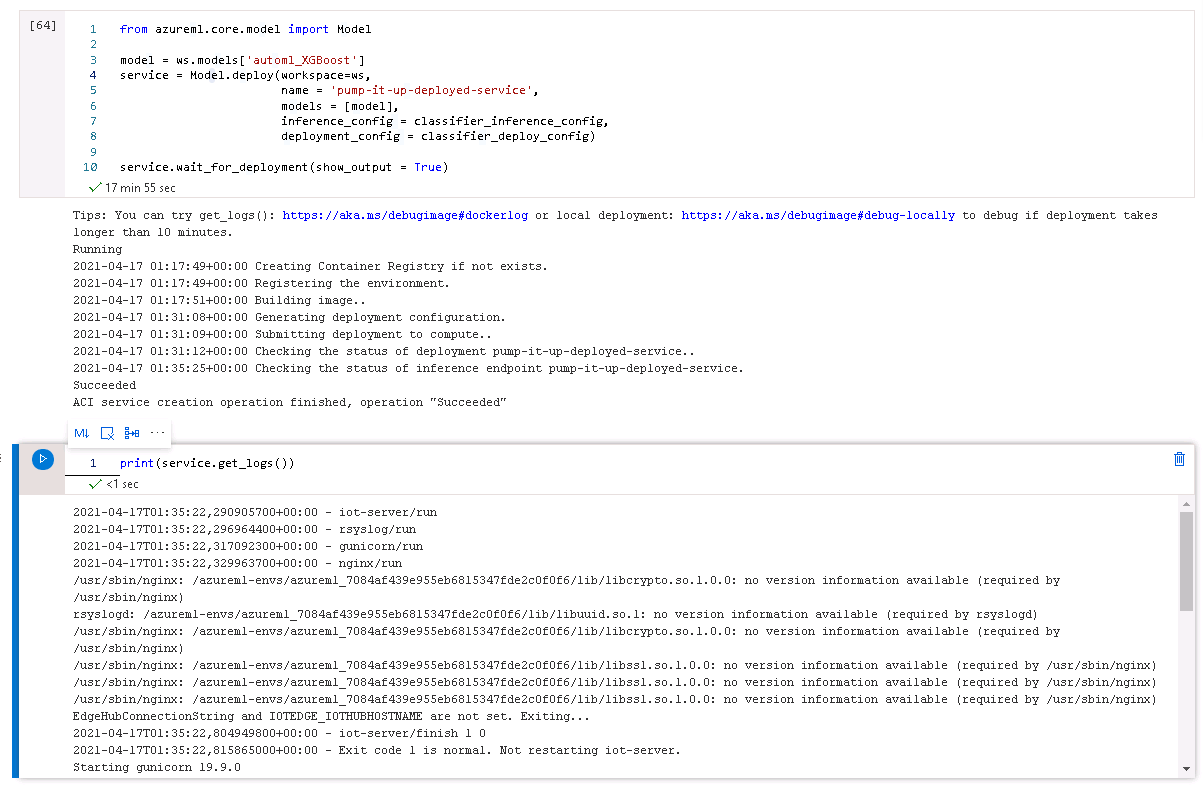 [64]
1 from azureml.core.model import Model
2
3 model = ws.models['automl_XGBoost']
4 service = Model.deploy(workspace=ws,
5 name = 'pump-it-up-deployed-service',
6 models = [model],
7 inference_config = classifier_inference_config,
8 deployment_config = classifier_deploy_config)
9
10 service.wait_for_deployment(show_output = True)
17 min 55 sec
Tips: You can try get_logs(): https://aka.ms/debugimage#dockerlog or local deployment: https://aka.ms/debugimage#debug-locally to debug if deployment takes
longer than 10 minutes.
Running
2021-04-17 01:17:49+00:00 Creating Container Registry if not exists.
2021-04-17 01:17:49+00:00 Registering the environment.
2021-04-17 01:17:51+00:00 Building image..
2021-04-17 01:31:08+00:00 Generating deployment configuration.
2021-04-17 01:31:09+00:00 Submitting deployment to compute..
2021-04-17 01:31:12+00:00 Checking the status of deployment pump-it-up-deployed-service..
2021-04-17 01:35:25+00:00 Checking the status of inference endpoint pump-it-up-deployed-service.
Succeeded
ACI service creation operation finished, operation "Succeeded"
M↓ ···
1 print(service.get_logs())
<1 sec
2021-04-17T01:35:22,290905700+00:00 - iot-server/run
2021-04-17T01:35:22,296964400+00:00 - rsyslog/run
2021-04-17T01:35:22,317092300+00:00 - gunicorn/run
2021-04-17T01:35:22,329963700+00:00 - nginx/run
/usr/sbin/nginx: /azureml-envs/azureml_7084af439e955eb6815347fde2c0f0f6/lib/libcrypto.so.1.0.0: no version information available (required by
/usr/sbin/nginx)
rsyslogd: /azureml-envs/azureml_7084af439e955eb6815347fde2c0f0f6/lib/libuuid.so.1: no version information available (required by rsyslogd)
/usr/sbin/nginx: /azureml-envs/azureml_7084af439e955eb6815347fde2c0f0f6/lib/libcrypto.so.1.0.0: no version information available (required by
/usr/sbin/nginx)
/usr/sbin/nginx: /azureml-envs/azureml_7084af439e955eb6815347fde2c0f0f6/lib/libssl.so.1.0.0: no version information available (required by /usr/sbin/nginx)
/usr/sbin/nginx: /azureml-envs/azureml_7084af439e955eb6815347fde2c0f0f6/lib/libssl.so.1.0.0: no version information available (required by /usr/sbin/nginx)
/usr/sbin/nginx: /azureml-envs/azureml_7084af439e955eb6815347fde2c0f0f6/lib/libssl.so.1.0.0: no version information available (required by /usr/sbin/nginx)
EdgeHubConnectionString and IOTEDGE_IOTHUBHOSTNAME are not set. Exiting...
2021-04-17T01:35:22,804949800+00:00 - iot-server/finish 1 0
2021-04-17T01:35:22,815865000+00:00 - Exit code 1 is normal. Not restarting iot-server.
Starting gunicorn 19.9.0